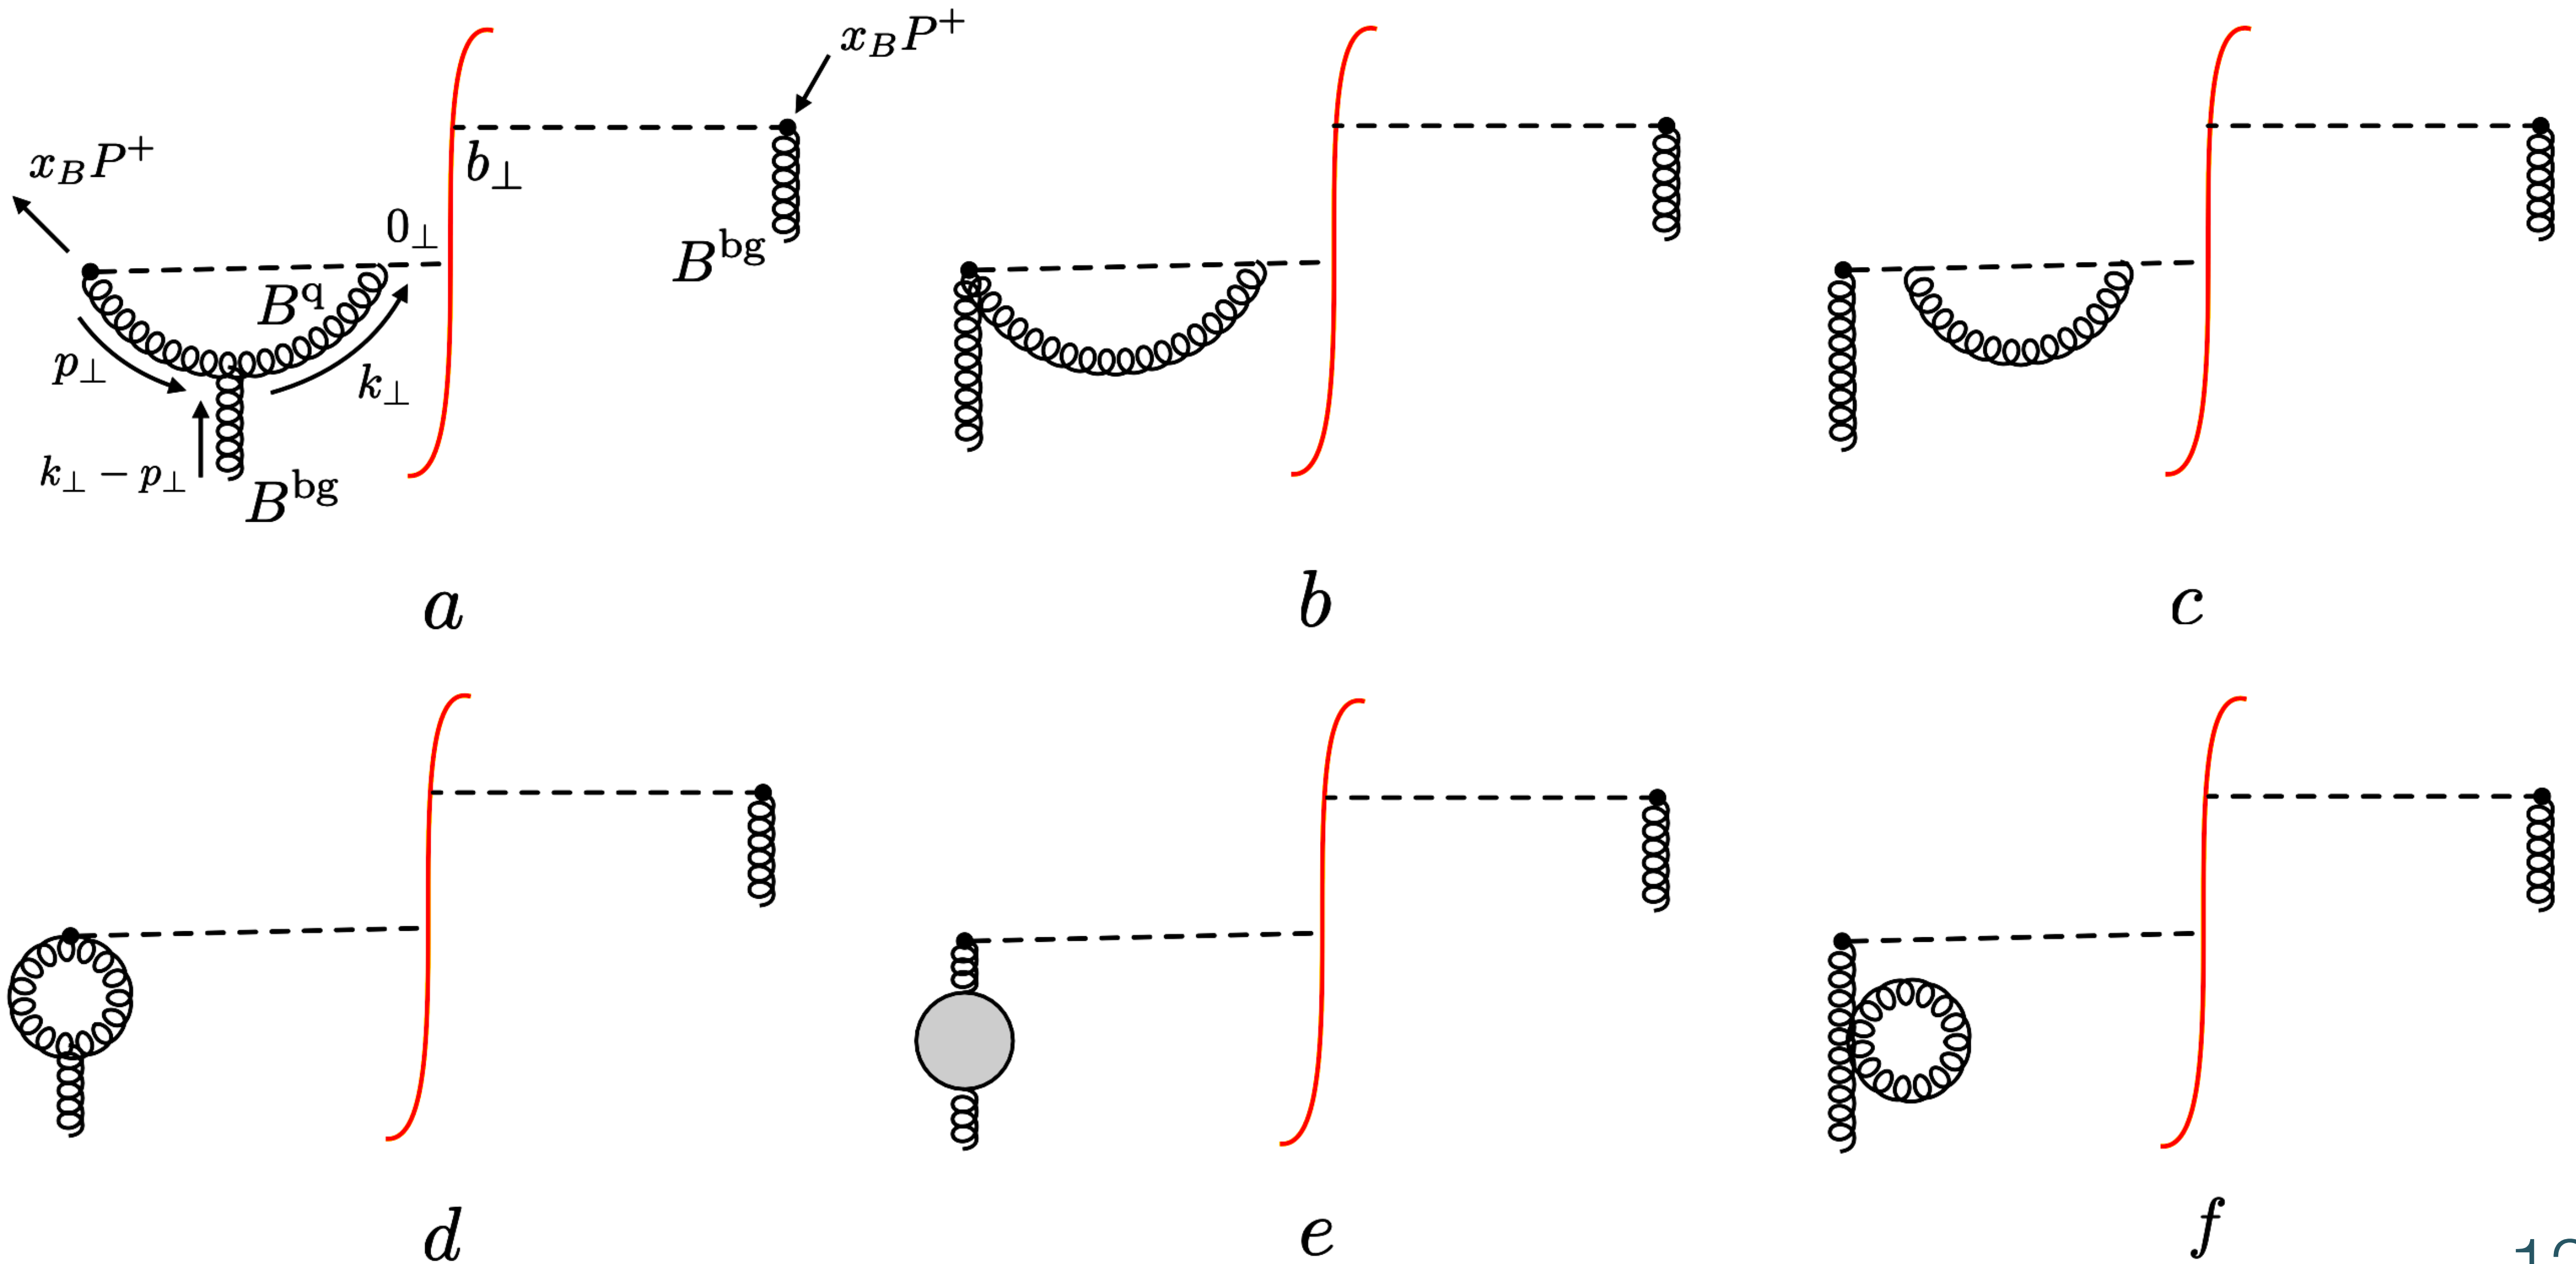 x_B P^+
x_B P^+
b_⊥
0_⊥
B^bg
B^q
p_⊥
k_⊥
k_⊥ − p_⊥
B^bg
a
b
c
d
e
f